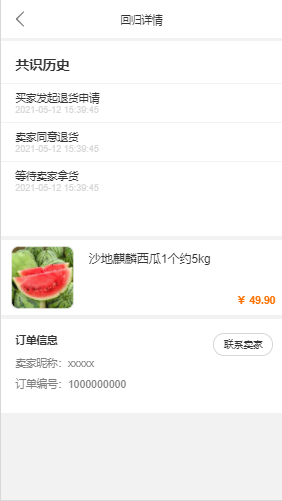 回归详情
共识历史
买家发起退货申请
2021-05-12 15:39:45
卖家同意退货
2021-05-12 15:39:45
等待卖家拿货
2021-05-12 15:39:45
沙地麒麟西瓜1个约5kg
¥ 49.90
订单信息
联系卖家
卖家昵称：xxxxx
订单编号：1000000000